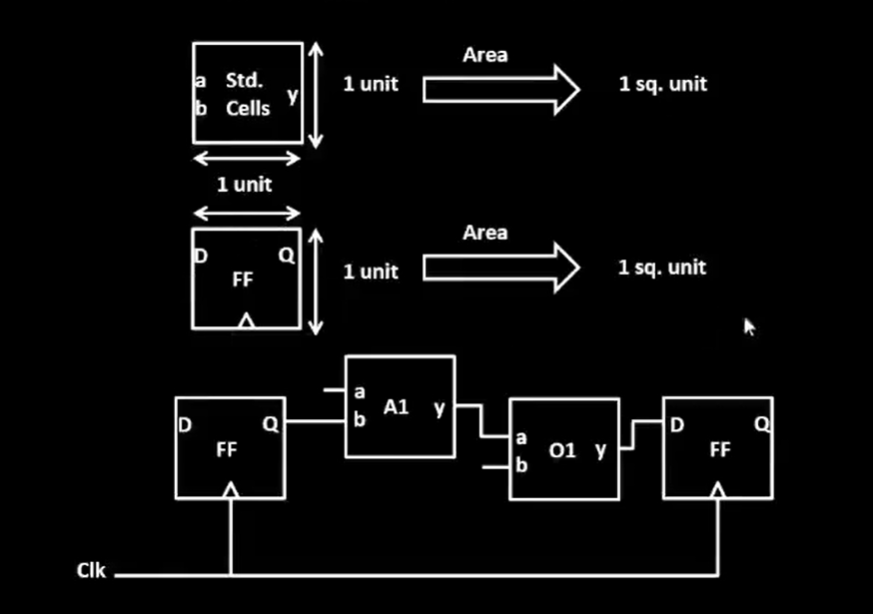 Area
a Std. y
b Cells
1 unit
1 sq. unit
1 unit
Area
D Q
FF
1 unit
1 sq. unit
a
b
A1 y
D Q
FF
a
b
O1 y
D Q
FF
Clk